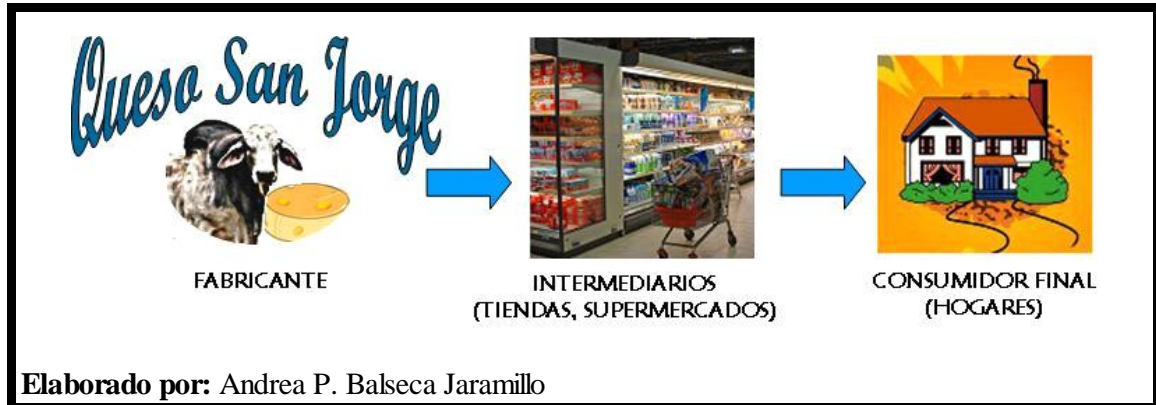 Queso San Jorge
FABRICANTE
INTERMEDIARIOS
(TIENDAS, SUPERMERCADOS)
CONSUMIDOR FINAL
(HOGARES)
Elaborado por: Andrea P. Balseca Jaramillo